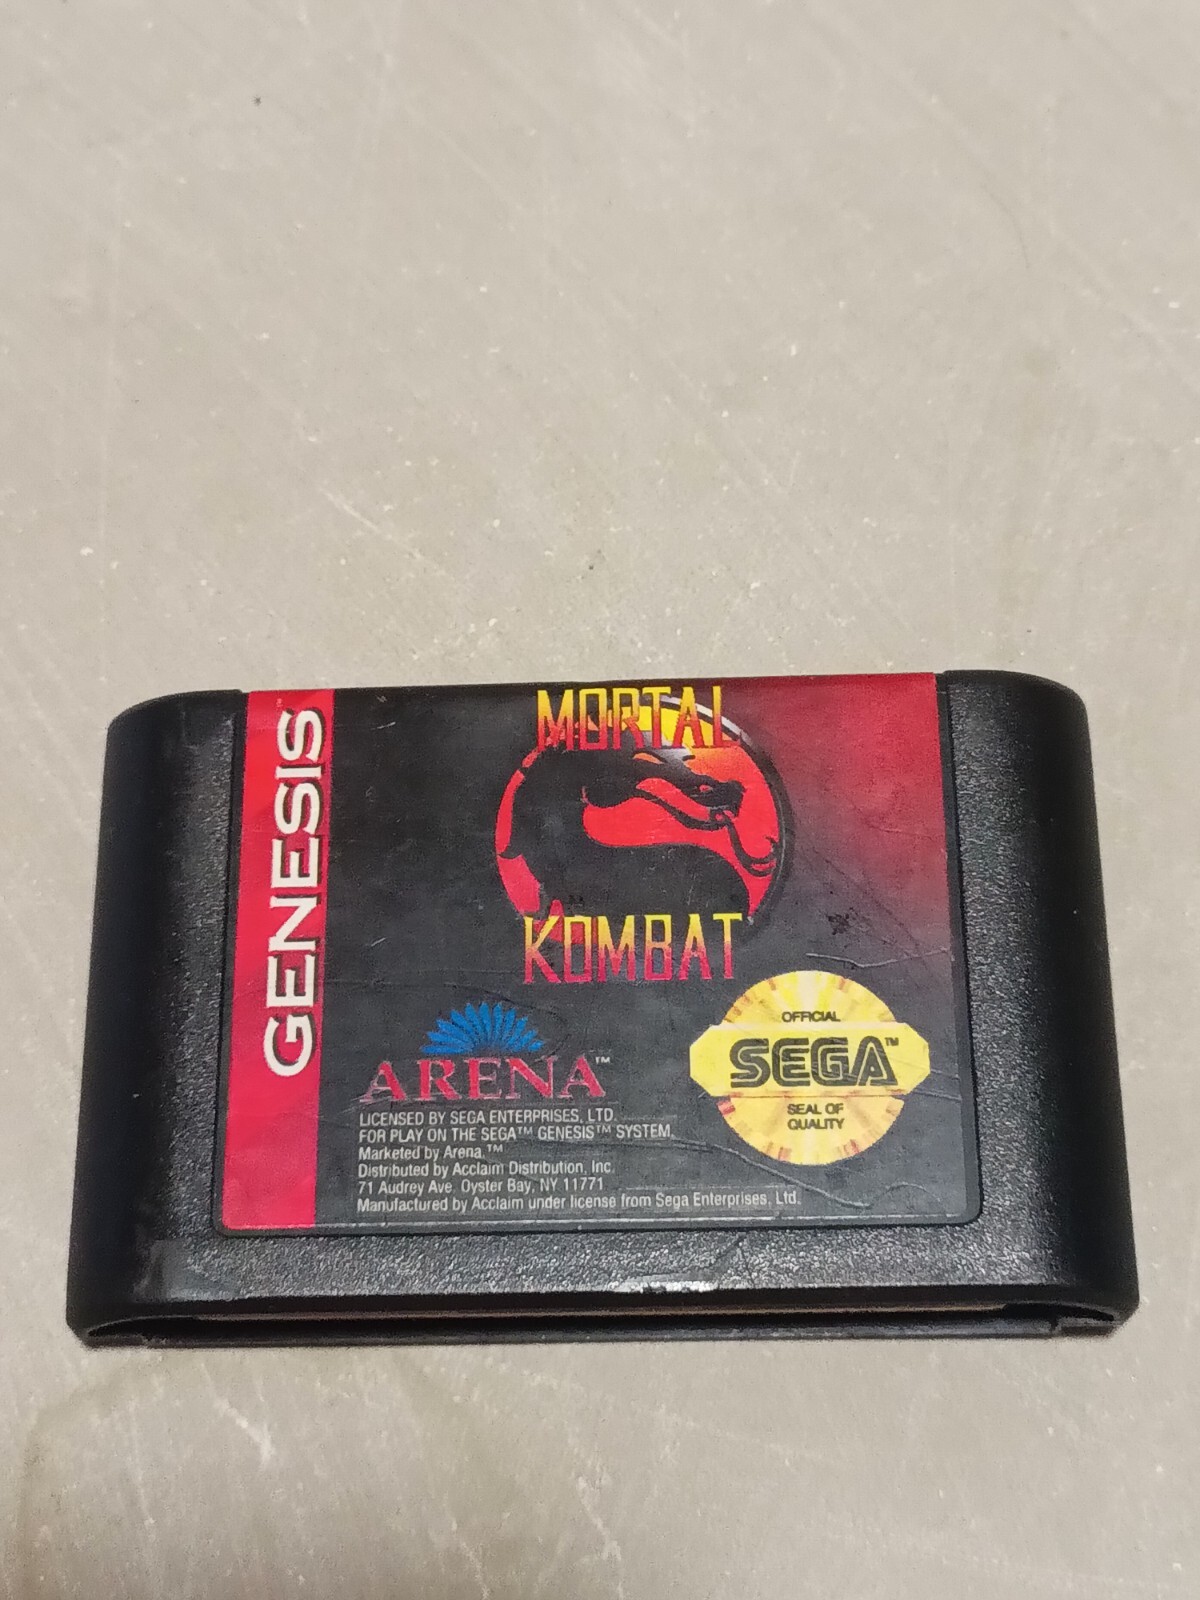 GENESIS™
MORTAL
KOMBAT
ARENA™
LICENSED BY SEGA ENTERPRISES, LTD.
FOR PLAY ON THE SEGA™ GENESIS™ SYSTEM.
Marketed by Arena.™
Distributed by Acclaim Distribution, Inc.
71 Audrey Ave. Oyster Bay, NY 11771
Manufactured by Acclaim under license from Sega Enterprises, Ltd.
OFFICIAL
SEGA™
SEAL OF
QUALITY